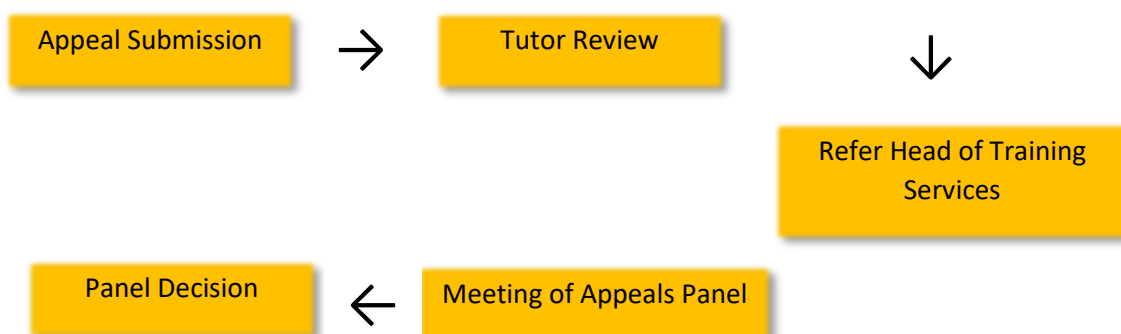 Appeal Submission
Tutor Review
Refer Head of Training
Services
Meeting of Appeals Panel
Panel Decision